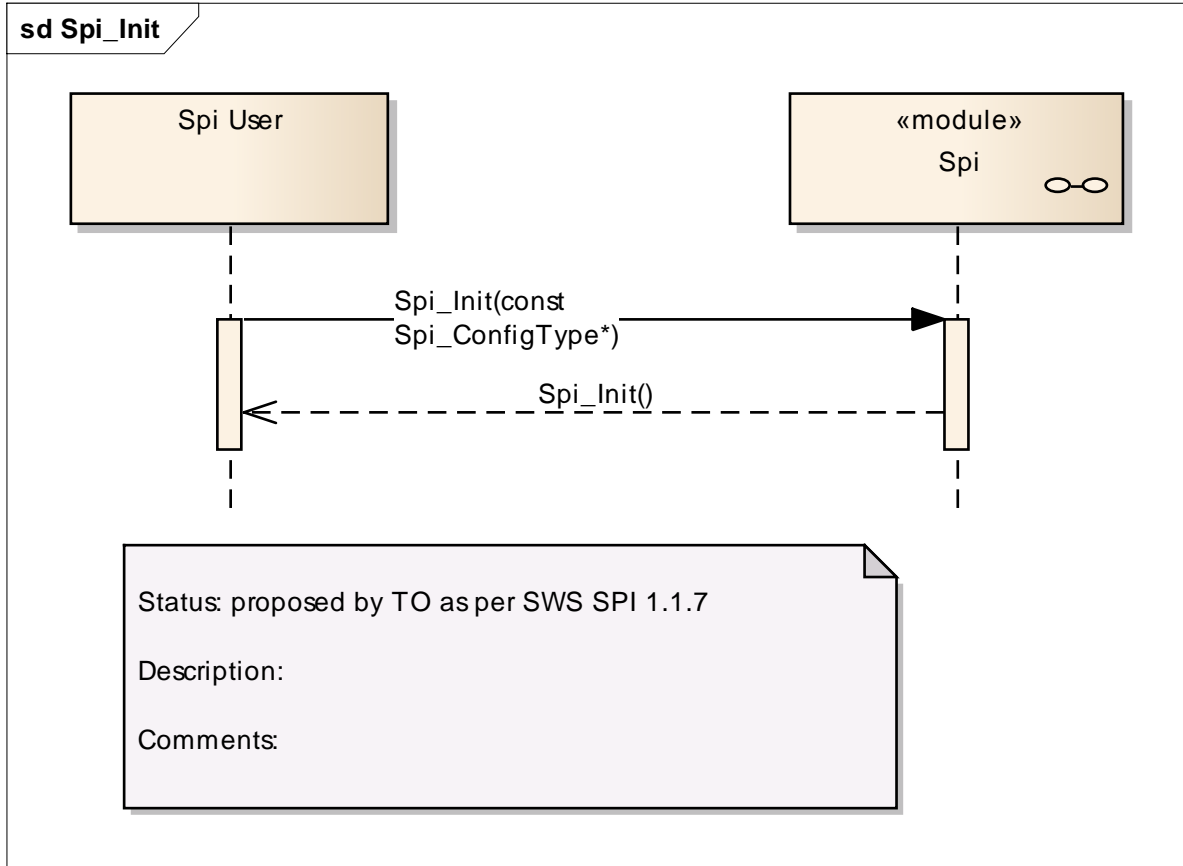 sd Spi_Init
Spi User
«module»
Spi
Spi_Init(const
Spi_ConfigType*)
Spi_Init()
Status: proposed by TO as per SWS SPI 1.1.7
Description:
Comments: